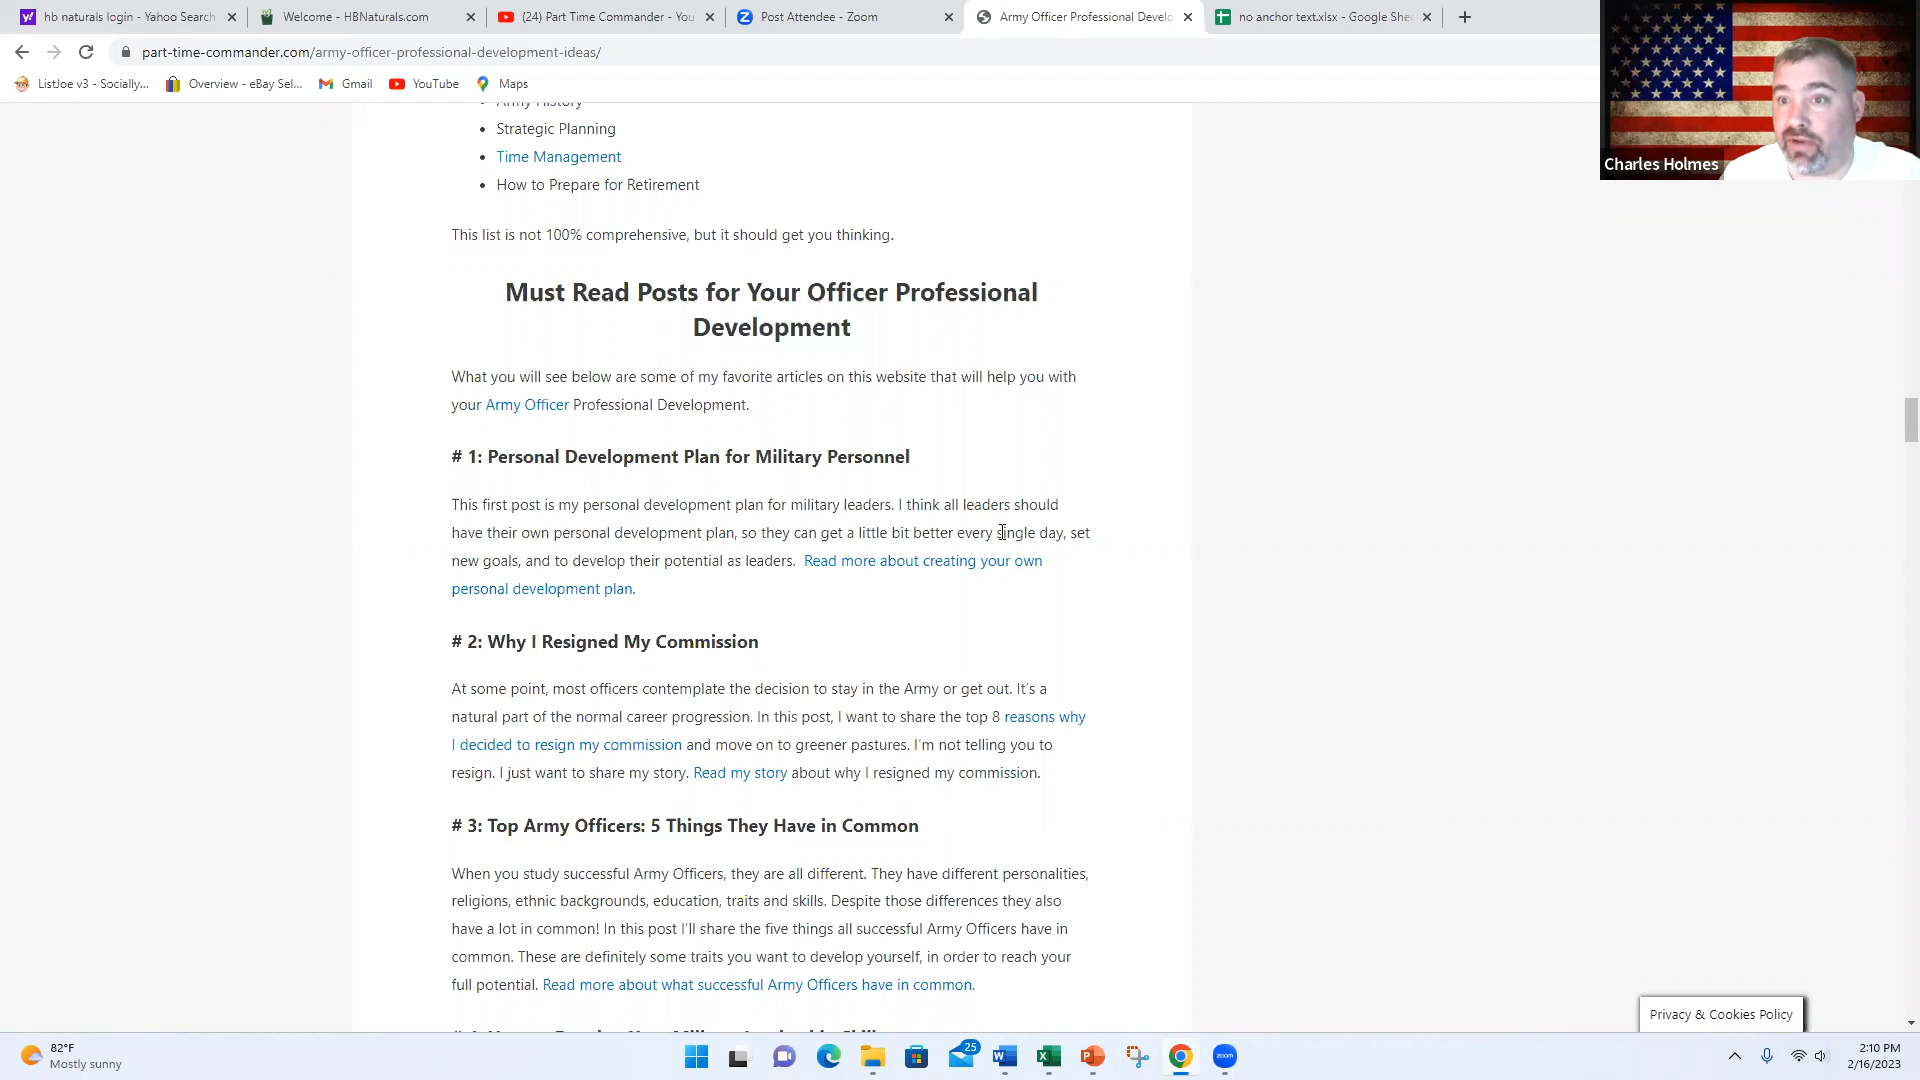 hb naturals login - Yahoo Search
Welcome - HBNaturals.com
(24) Part Time Commander - You
Post Attendee - Zoom
Army Officer Professional Develo
no anchor text.xlsx - Google She
part-time-commander.com/army-officer-professional-development-ideas/
ListJoe v3 - Socially...
Overview - eBay Sel...
Gmail
YouTube
Maps
Charles Holmes
Army History
Strategic Planning
Time Management
How to Prepare for Retirement
This list is not 100% comprehensive, but it should get you thinking.
Must Read Posts for Your Officer Professional
Development
What you will see below are some of my favorite articles on this website that will help you with
your Army Officer Professional Development.
# 1: Personal Development Plan for Military Personnel
This first post is my personal development plan for military leaders. I think all leaders should
have their own personal development plan, so they can get a little bit better every single day, set
new goals, and to develop their potential as leaders. Read more about creating your own
personal development plan.
# 2: Why I Resigned My Commission
At some point, most officers contemplate the decision to stay in the Army or get out. It's a
natural part of the normal career progression. In this post, I want to share the top 8 reasons why
I decided to resign my commission and move on to greener pastures. I'm not telling you to
resign. I just want to share my story. Read my story about why I resigned my commission.
# 3: Top Army Officers: 5 Things They Have in Common
When you study successful Army Officers, they are all different. They have different personalities,
religions, ethnic backgrounds, education, traits and skills. Despite those differences they also
have a lot in common! In this post I'll share the five things all successful Army Officers have in
common. These are definitely some traits you want to develop yourself, in order to reach your
full potential. Read more about what successful Army Officers have in common.
Privacy & Cookies Policy
82°F
Mostly sunny
25
zoom
2:10 PM
2/16/2023